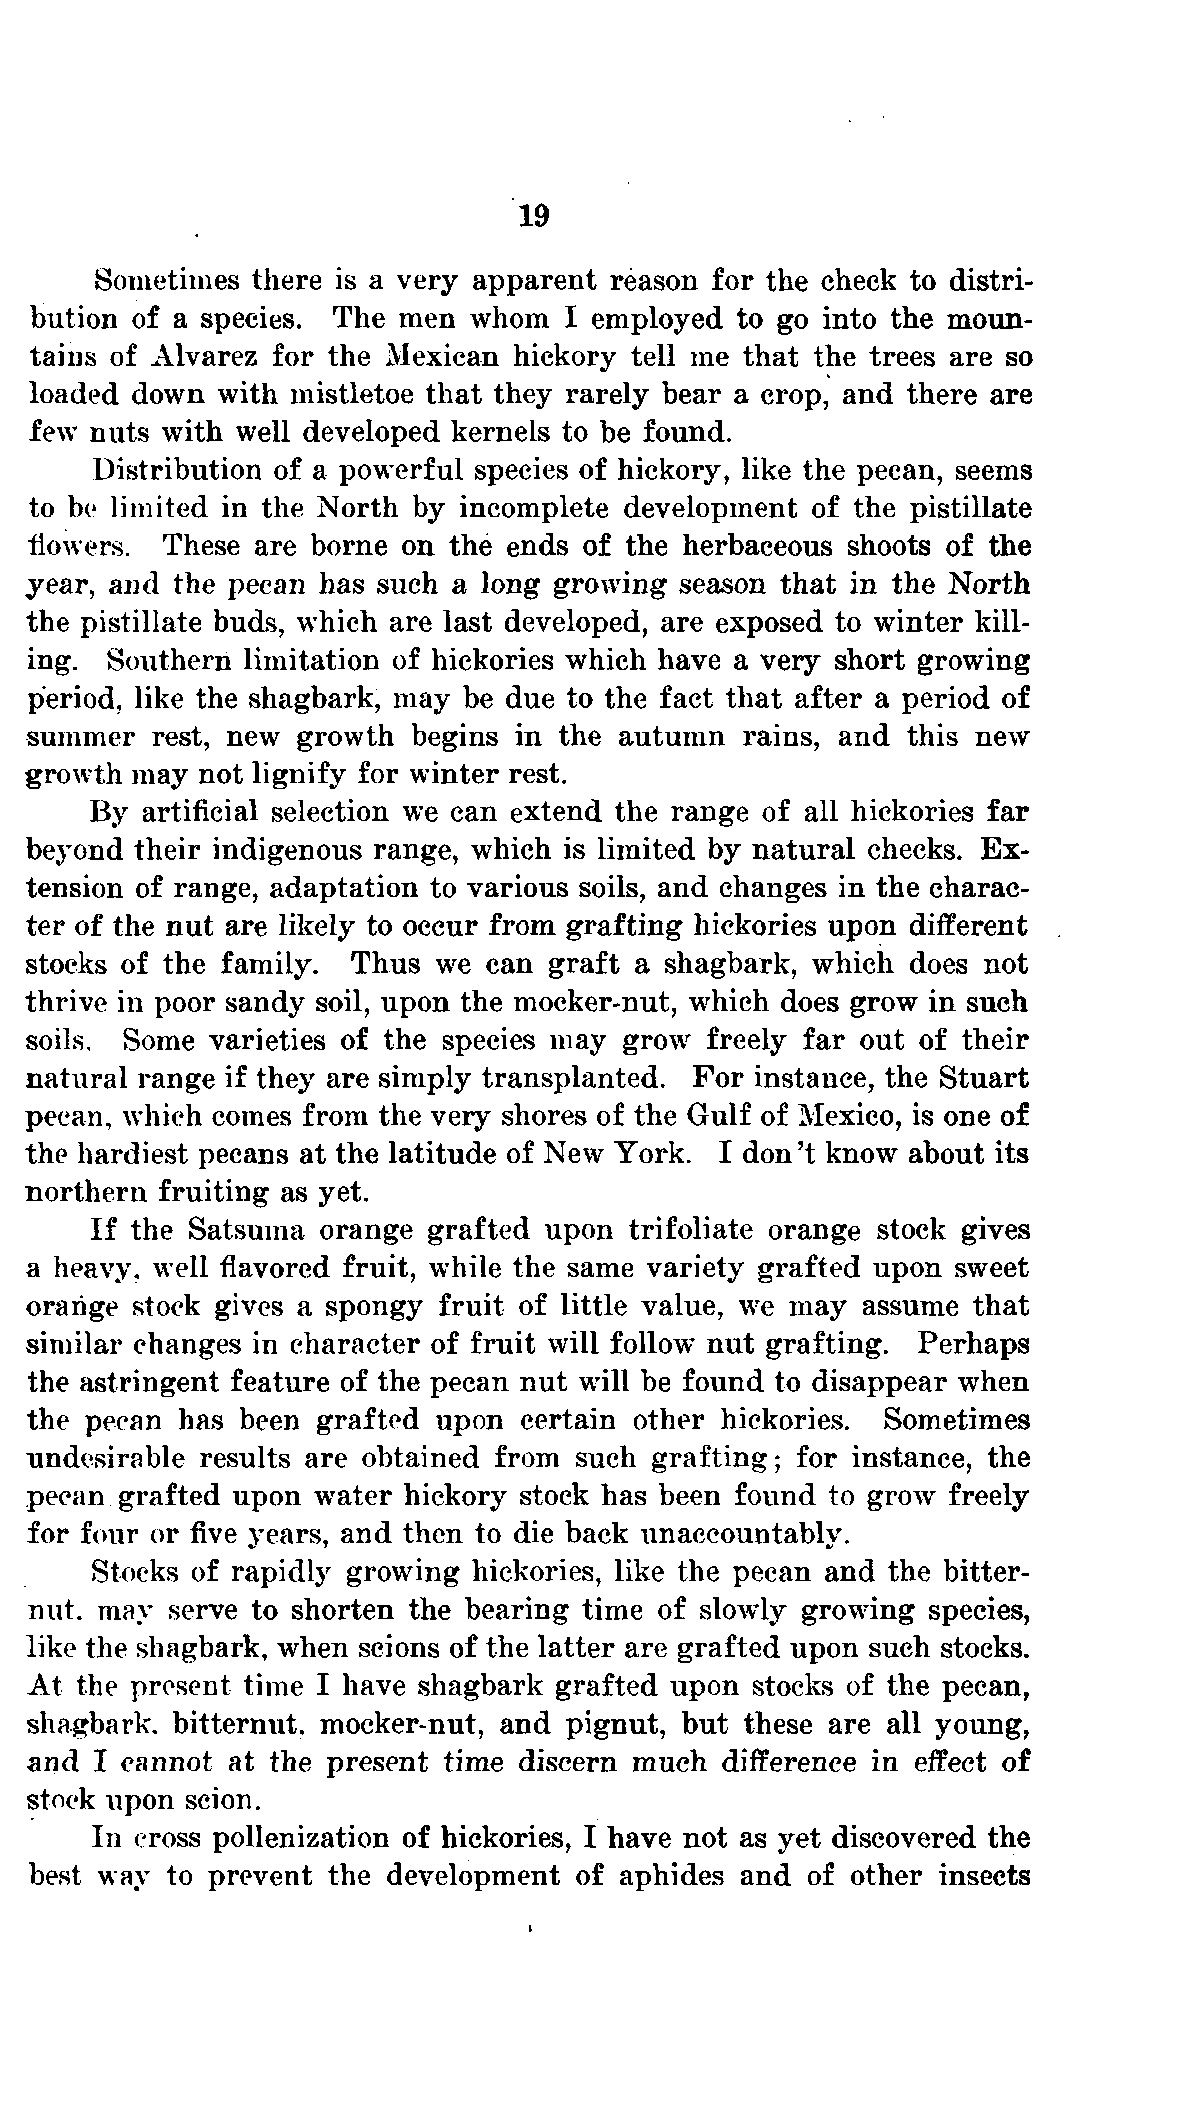 19
Sometimes there is a very apparent reason for the check to distri-
bution of a species. The men whom I employed to go into the moun-
tains of Alvarez for the Mexican hickory tell me that the trees are so
loaded down with mistletoe that they rarely bear a crop, and there are
few nuts with well developed kernels to be found.
Distribution of a powerful species of hickory, like the pecan, seems
to be limited in the North by incomplete development of the pistillate
flowers. These are borne on the ends of the herbaceous shoots of the
year, and the pecan has such a long growing season that in the North
the pistillate buds, which are last developed, are exposed to winter kill-
ing. Southern limitation of hickories which have a very short growing
period, like the shagbark, may be due to the fact that after a period of
summer rest, new growth begins in the autumn rains, and this new
growth may not lignify for winter rest.
By artificial selection we can extend the range of all hickories far
beyond their indigenous range, which is limited by natural checks. Ex-
tension of range, adaptation to various soils, and changes in the charac-
ter of the nut are likely to occur from grafting hickories upon different
stocks of the family. Thus we can graft a shagbark, which does not
thrive in poor sandy soil, upon the mocker-nut, which does grow in such
soils. Some varieties of the species may grow freely far out of their
natural range if they are simply transplanted. For instance, the Stuart
pecan, which comes from the very shores of the Gulf of Mexico, is one of
the hardiest pecans at the latitude of New York. I don't know about its
northern fruiting as yet.
If the Satsuma orange grafted upon trifoliate orange stock gives
a heavy, well flavored fruit, while the same variety grafted upon sweet
orange stock gives a spongy fruit of little value, we may assume that
similar changes in character of fruit will follow nut grafting. Perhaps
the astringent feature of the pecan nut will be found to disappear when
the pecan has been grafted upon certain other hickories. Sometimes
undesirable results are obtained from such grafting; for instance, the
pecan grafted upon water hickory stock has been found to grow freely
for four or five years, and then to die back unaccountably.
Stocks of rapidly growing hickories, like the pecan and the bitter-
nut. may serve to shorten the bearing time of slowly growing species,
like the shagbark, when scions of the latter are grafted upon such stocks.
At the present time I have shagbark grafted upon stocks of the pecan,
shagbark. bitternut. mocker-nut, and pignut, but these are all young,
and I cannot at the present time discern much difference in effect of
stock upon scion.
In cross pollenization of hickories, I have not as yet discovered the
best way to prevent the development of aphides and of other insects